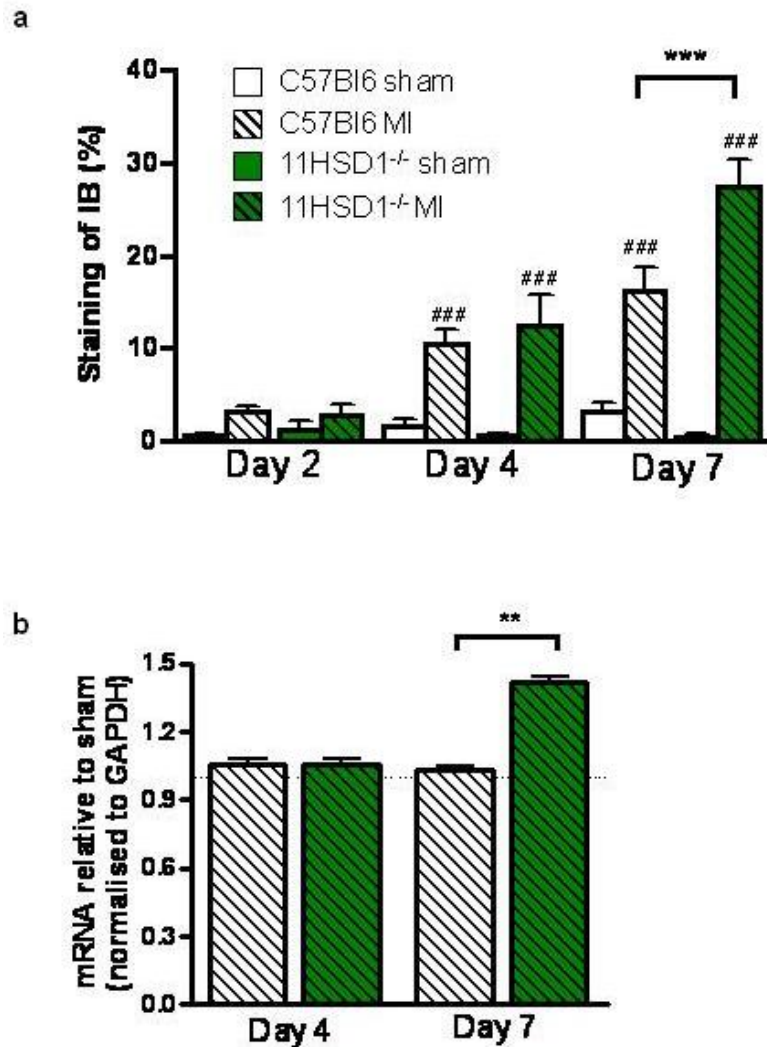 a
***
40
30
20
10
0
Staining of IB (%)
C57Bl6 sham
C57Bl6 MI
11HSD1-/- sham
11HSD1-/- MI
###
###
###
###
Day 2
Day 4
Day 7
b
**
1.5
1.2
0.9
0.6
0.3
0.0
mRNA relative to sham
(normalised to GAPDH)
Day 4
Day 7